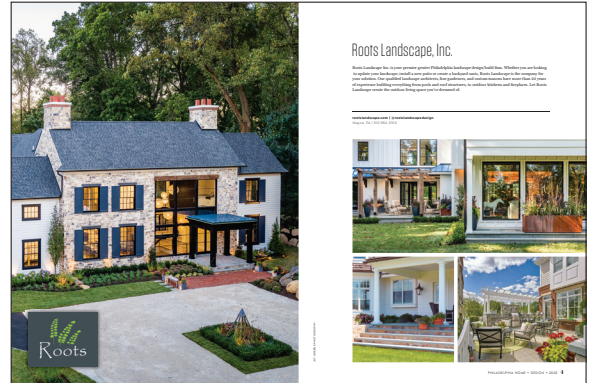 Roots Landscape, Inc.
Roots Landscape Inc. is your premier greater Philadelphia landscape design/build firm. Whether you are looking
to update your landscape, install a new patio or create a backyard oasis, Roots Landscape is the company for
your solution. Our qualified landscape architects, fine gardeners, and custom masons have more than 20 years
of experience building everything from pools and roof structures, to outdoor kitchens and fireplaces. Let Roots
Landscape create the outdoor living space you've dreamed of.
rootslandscape.com | @rootslandscapedesign
Wayne, PA |
Roots
PHILADELPHIA HOME + DESIGN •